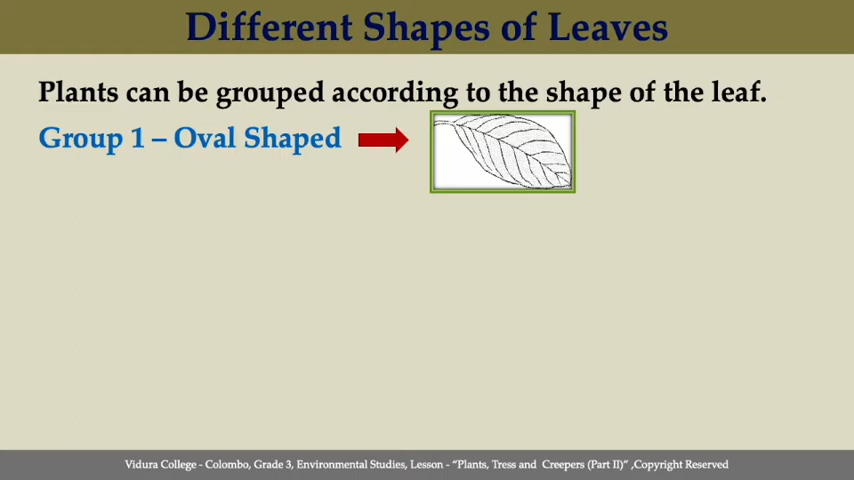 Different Shapes of Leaves
Plants can be grouped according to the shape of the leaf.
Group 1 – Oval Shaped
Vidura College - Colombo, Grade 3, Environmental Studies, Lesson - “Plants, Tress and Creepers (Part II)” ,Copyright Reserved